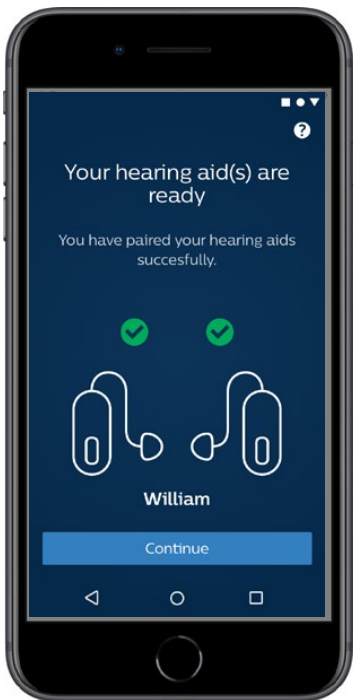 ?
Your hearing aid(s) are
ready
You have paired your hearing aids
succesfully.
William
Continue